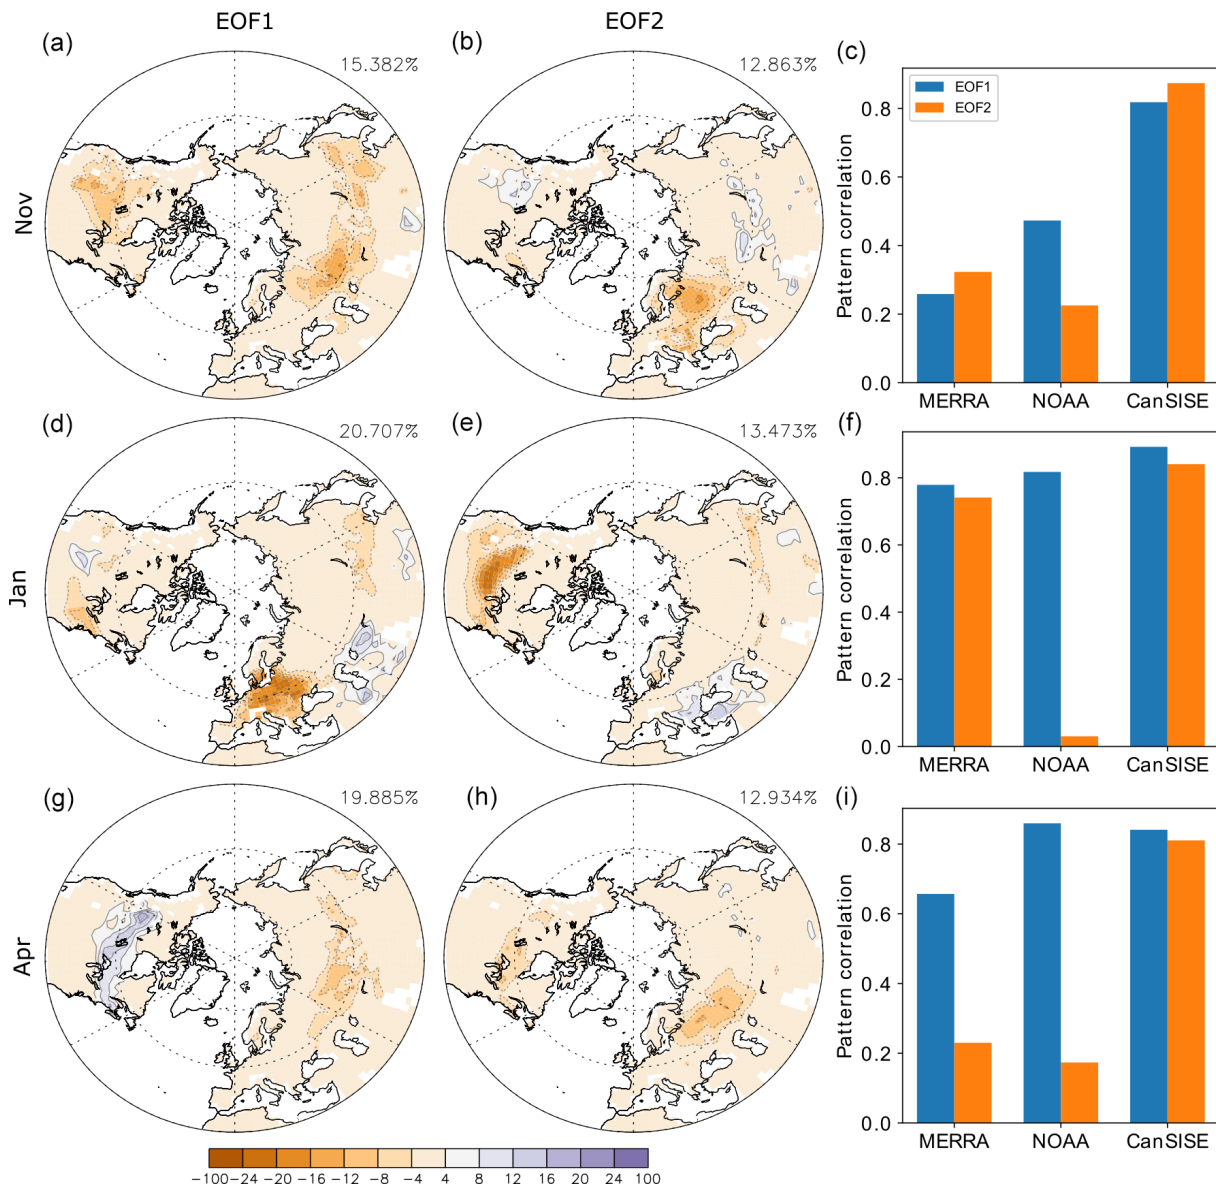 EOF1
EOF2
(a)
15.382%
(b)
12.863%
(c)
Nov
Pattern correlation
0.8
0.6
0.4
0.2
0.0
EOF1
EOF2
MERRA
NOAA
CanSISE
(d)
20.707%
(e)
13.473%
(f)
Jan
Pattern correlation
0.8
0.6
0.4
0.2
0.0
MERRA
NOAA
CanSISE
(g)
19.885%
(h)
12.934%
(i)
Apr
Pattern correlation
0.8
0.6
0.4
0.2
0.0
MERRA
NOAA
CanSISE
−100 −24 −20 −16 −12 −8 −4 4 8 12 16 20 24 100